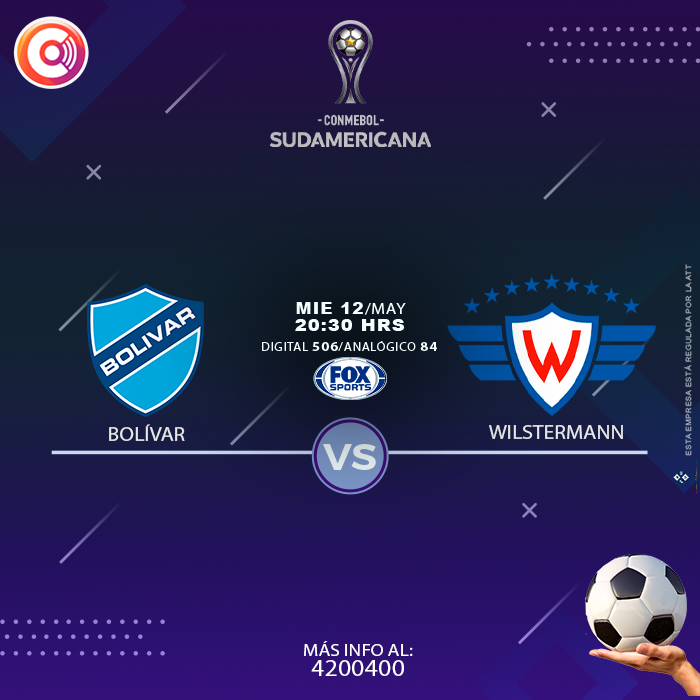 - CONMEBOL -
SUDAMERICANA
MIE 12/MAY
20:30 HRS
DIGITAL 506/ANALÓGICO 84
FOX
SPORTS
BOLIVAR
W
BOLÍVAR
WILSTERMANN
VS
ESTA EMPRESA ESTÁ REGULADA POR LA ATT
MÁS INFO AL:
4200400